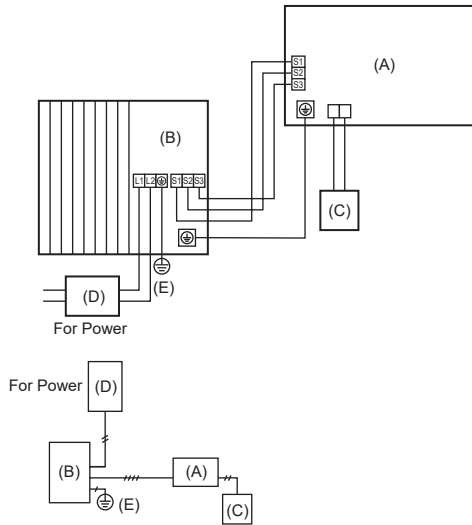 (A)
S1
S2
S3
(B)
L1 L2 S1 S2 S3
(C)
(D)
(E)
For Power
For Power (D)
(B)
(A)
(E)
(C)